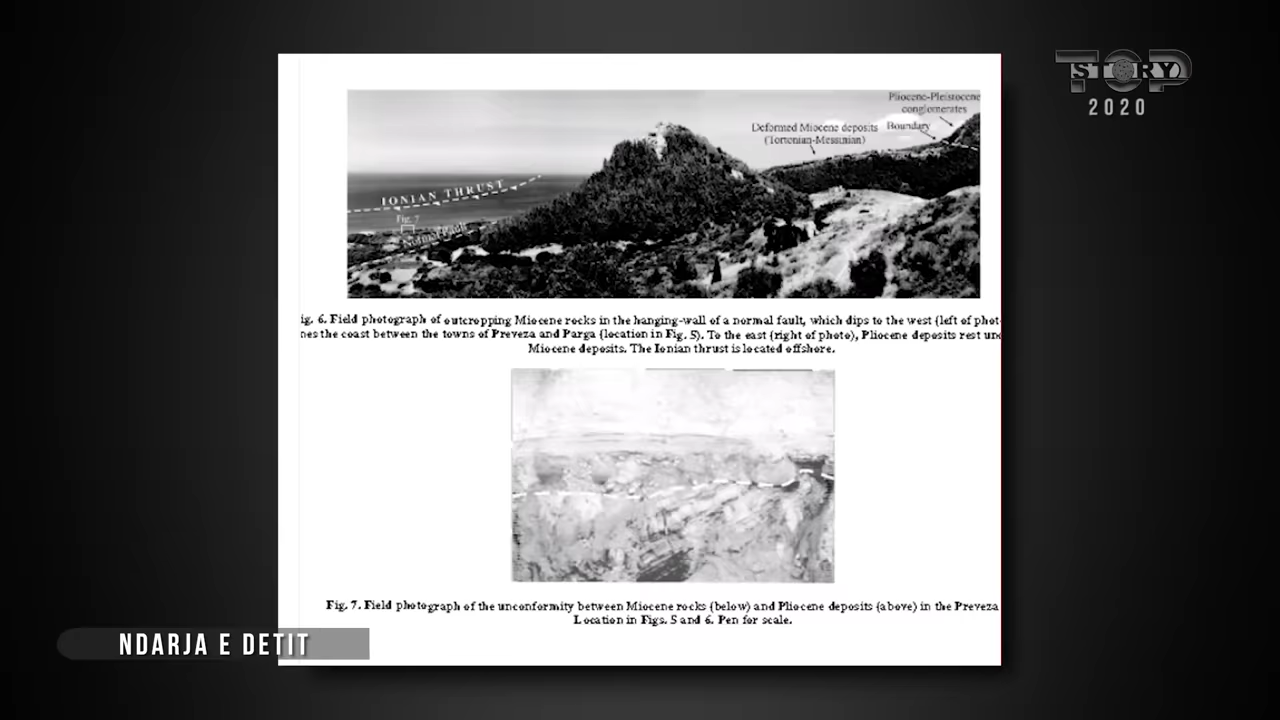 TOP
STORY
2020
Pliocene-Pleistocene
conglomerates
Deformed Miocene deposits
Boundary
(Tortonian-Messinian)
IONIAN THRUST
Fig. 7
Normal Fault
ig. 6. Field photograph of outcropping Miocene rocks in the hanging-wall of a normal fault, which dips to the west (left of phot
nes the coast between the towns of Preveza and Parga (location in Fig. 5). To the east (right of photo), Pliocene deposits rest unc
Miocene deposits. The Ionian thrust is located offshore.
Fig. 7. Field photograph of the unconformity between Miocene rocks (below) and Pliocene deposits (above) in the Preveza
Location in Figs. 5 and 6. Pen for scale.
NDARJA E DETIT